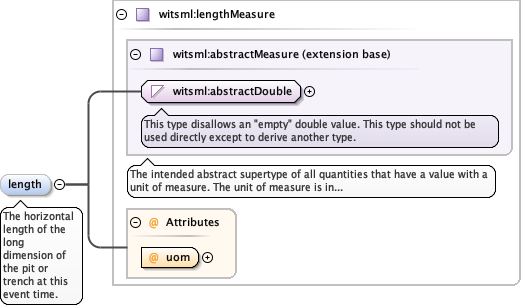 witsml:lengthMeasure
witsml:abstractMeasure (extension base)
witsml:abstractDouble
This type disallows an "empty" double value. This type should not be
used directly except to derive another type.
The intended abstract supertype of all quantities that have a value with a
unit of measure. The unit of measure is in...
length
The horizontal
length of the
long
dimension of
the pit or
trench at this
event time.
@ Attributes
@ uom